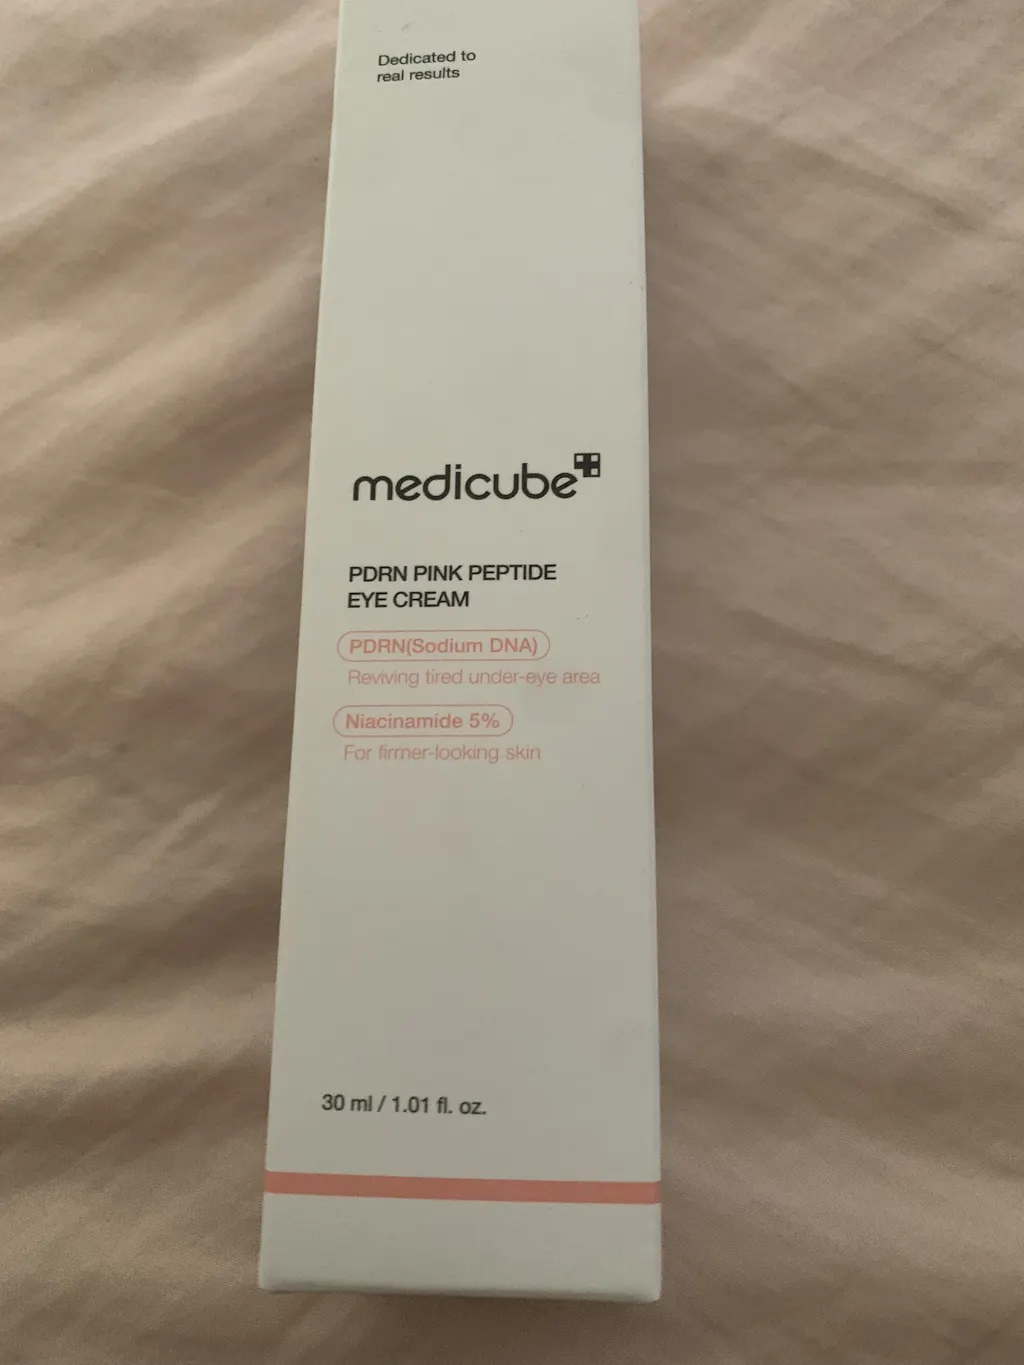 Dedicated to
real results
medicube
PDRN PINK PEPTIDE
EYE CREAM
PDRN(Sodium DNA)
Reviving tired under-eye area
Niacinamide 5%
For firmer-looking skin
30 ml / 1.01 fl. oz.